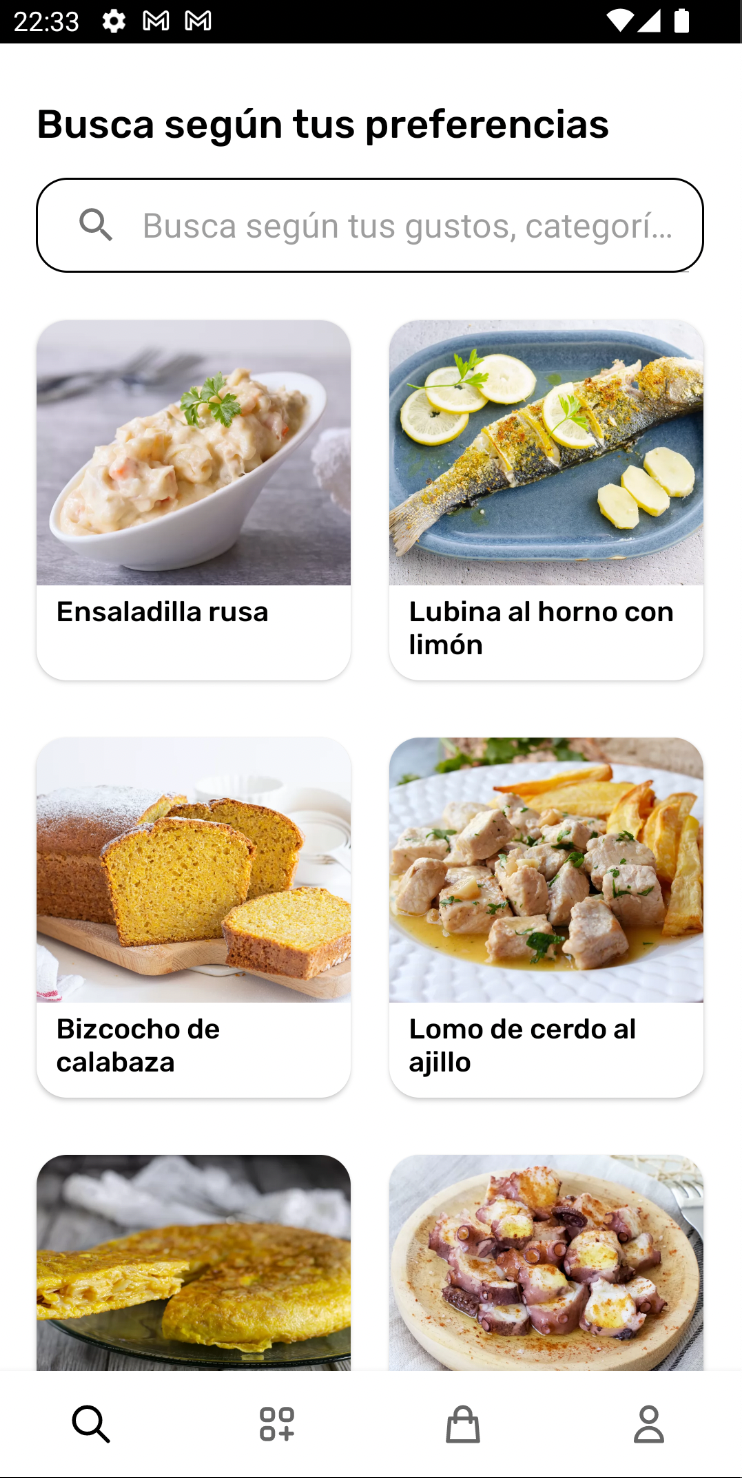 22:33
Busca según tus preferencias
Busca según tus gustos, categorí...
Ensaladilla rusa
Lubina al horno con
limón
Bizcocho de
calabaza
Lomo de cerdo al
ajillo